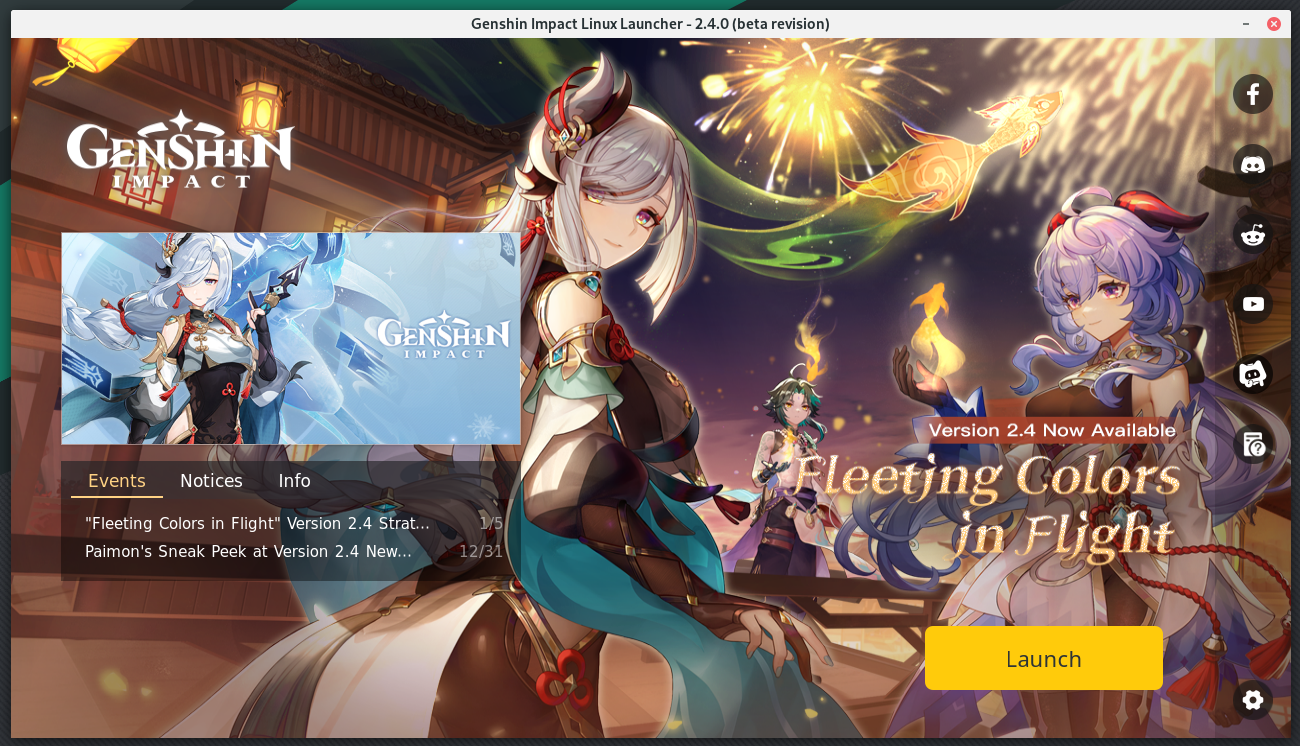 Genshin Impact Linux Launcher - 2.4.0 (beta revision)
GENSHIN
IMPACT
GENSHIN
IMPACT
Events Notices Info
"Fleeting Colors in Flight" Version 2.4 Strat... 1/5
Paimon's Sneak Peek at Version 2.4 New... 12/31
Version 2.4 Now Available
Fleeting Colors
in Flight
Launch